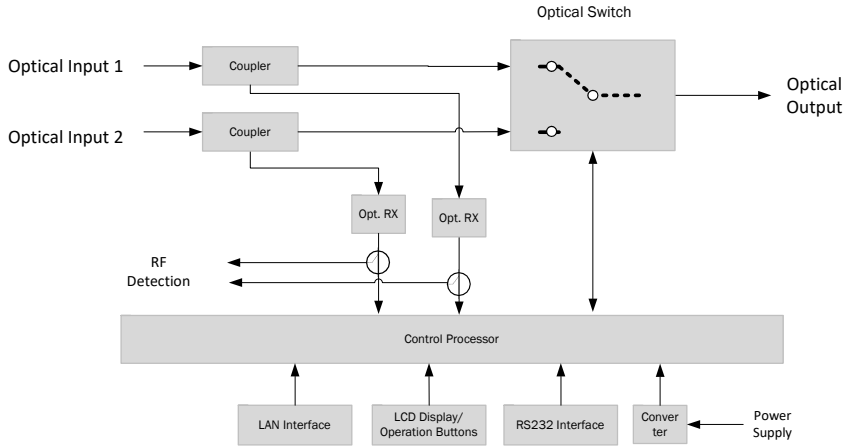 Optical Switch
Optical Input 1
Coupler
Optical
Output
Optical Input 2
Coupler
Opt. RX
Opt. RX
RF
Detection
Control Processor
LAN Interface
LCD Display/
Operation Buttons
RS232 Interface
Conver
ter
Power
Supply